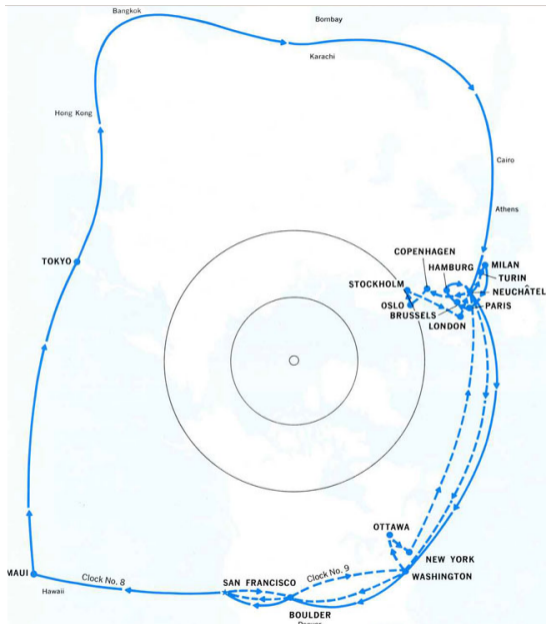 Bangkok
Bombay
Karachi
Hong Kong
Cairo
Athens
TOKYO
COPENHAGEN
HAMBURG
MILAN
TURIN
STOCKHOLM
NEUCHÂTEL
OSLO
PARIS
BRUSSELS
LONDON
OTTAWA
NEW YORK
WASHINGTON
MAUI
Clock No. 8
Clock No. 9
SAN FRANCISCO
Hawaii
BOULDER